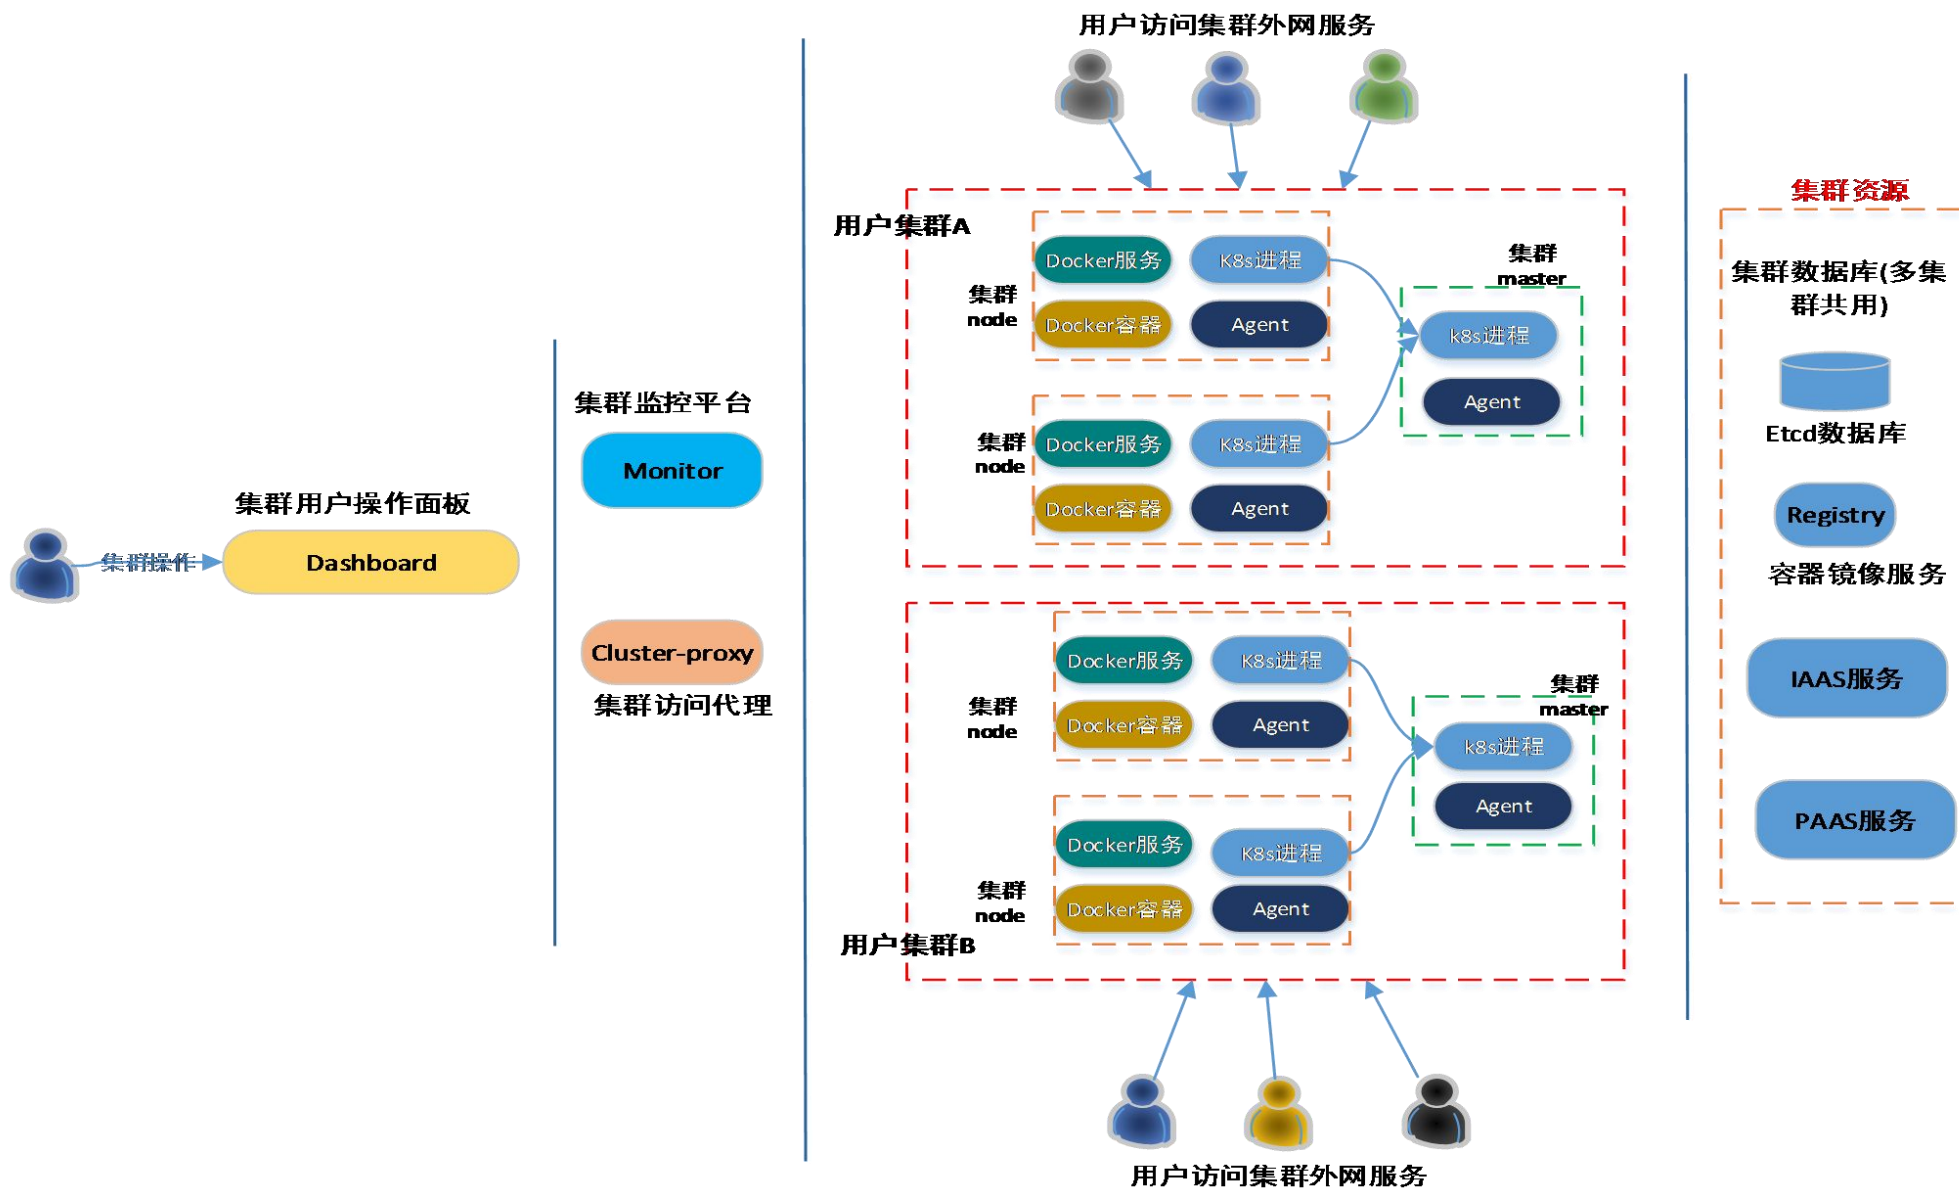 用户访问集群外网服务
集群操作
集群用户操作面板
Dashboard
集群监控平台
Monitor
Cluster-proxy
集群访问代理
用户集群A
集群
node
Docker服务
K8s进程
Docker容器
Agent
集群
node
Docker服务
K8s进程
Docker容器
Agent
集群
master
k8s进程
Agent
集群
node
Docker服务
K8s进程
Docker容器
Agent
集群
node
Docker服务
K8s进程
Docker容器
Agent
集群
master
k8s进程
Agent
用户集群B
用户访问集群外网服务
集群资源
集群数据库(多集
群共用)
Etcd数据库
Registry
容器镜像服务
IAAS服务
PAAS服务